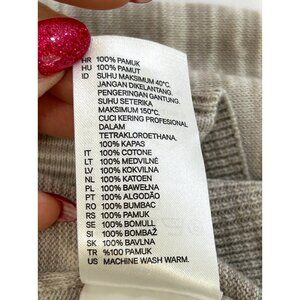 HR 100% PAMUK
HU 100% PAMUT
ID SUHU MAKSIMUM 40°C.
JANGAN DIKELANTANG.
PENGERINGAN GANTUNG.
SUHU SETERIKA
MAKSIMUM 150°C.
CUCI KERING PROFESIONAL
DALAM
TETRAKLOROETHANA.
100% KAPAS
IT 100% COTONE
LT 100% MEDVILNĖ
LV 100% KOKVILNA
NL 100% KATOEN
PL 100% BAWEŁNA
PT 100% ALGODÃO
RO 100% BUMBAC
RS 100% PAMUK
SE 100% BOMULL
SI 100% BOMBAŽ
SK 100% BAVLNA
TR %100 PAMUK
US MACHINE WASH WARM.